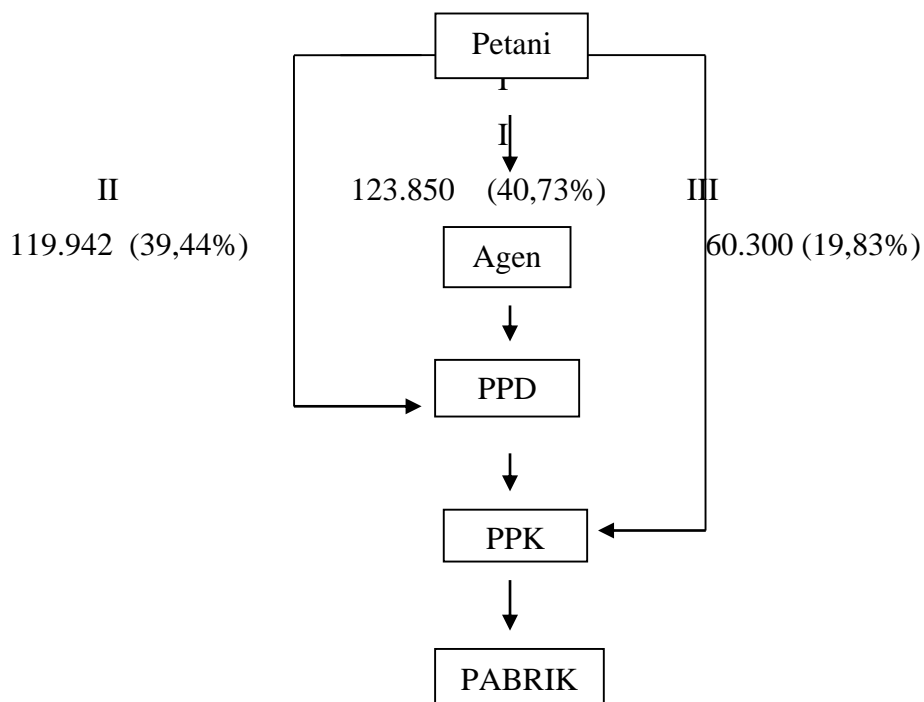 Petani
I
I
II
123.850 (40,73%)
III
119.942 (39,44%)
Agen
60.300 (19,83%)
PPD
PPK
PABRIK